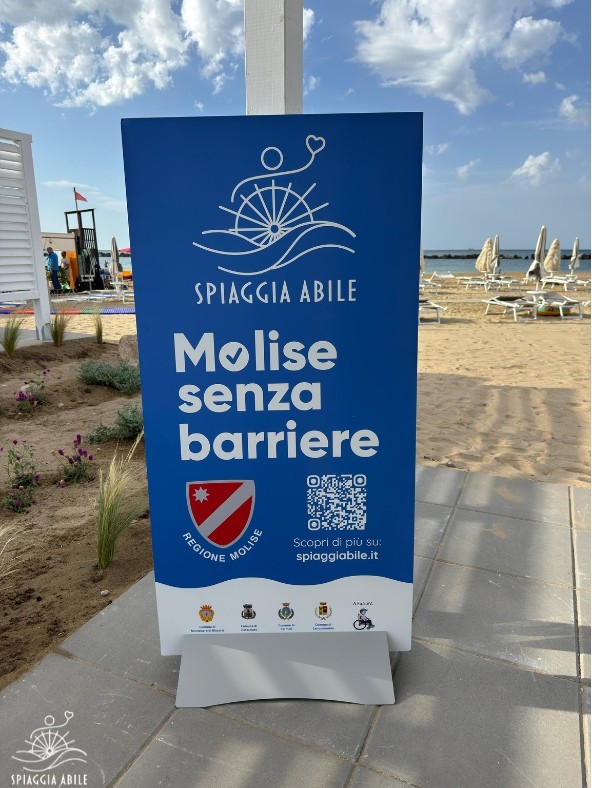 SPIAGGIA ABILE
Molise
senza
barriere
REGIONE MOLISE
Scopri di più su:
spiaggiabile.it
SPIAGGIA ABILE